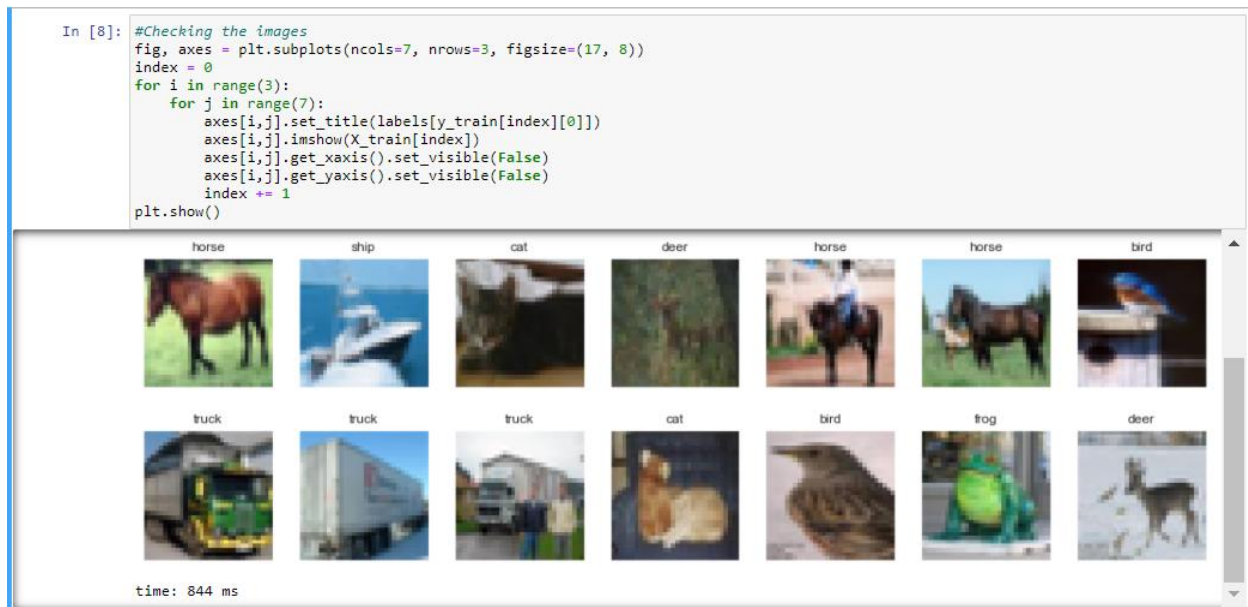 In [8]: #Checking the images
fig, axes = plt.subplots(ncols=7, nrows=3, figsize=(17, 8))
index = 0
for i in range(3):
    for j in range(7):
        axes[i,j].set_title(labels[y_train[index][0]])
        axes[i,j].imshow(X_train[index])
        axes[i,j].get_xaxis().set_visible(False)
        axes[i,j].get_yaxis().set_visible(False)
        index += 1
plt.show()
horse ship cat deer horse horse bird
truck truck truck cat bird frog deer
time: 844 ms